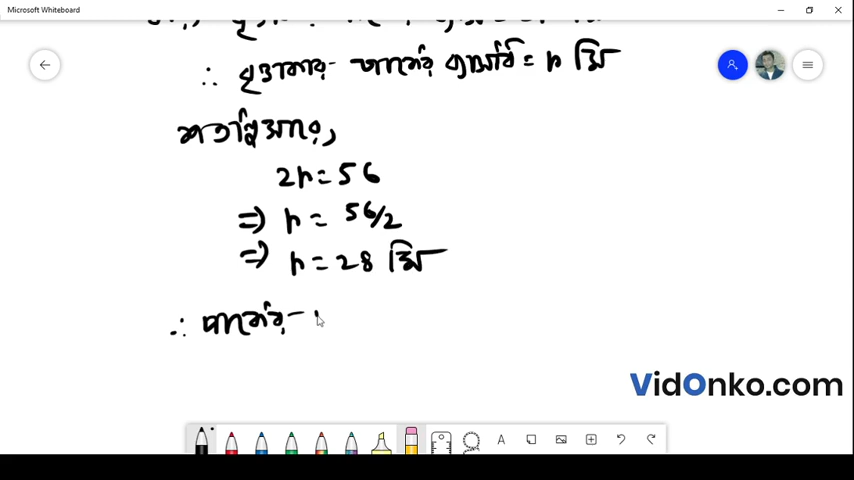 Microsoft Whiteboard
∴ বৃত্তাকার পার্কের ব্যাসার্ধ = r মি
শর্তানুসারে,
2r = 56
⇒ r = 56/2
⇒ r = 28 মি
∴ পার্কের
VidOnko.com